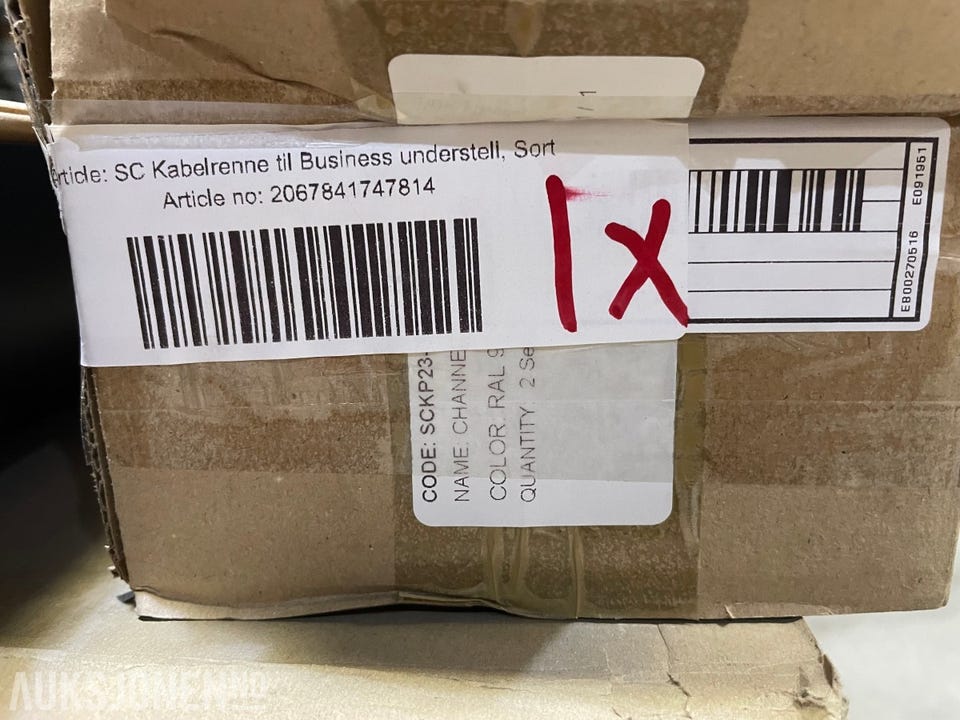 / 1
Article: SC Kabelrenne til Business understell, Sort
Article no: 2067841747814
1x
EB00270516 E091951
CODE: SCKP23-
NAME: CHANNE
COLOR: RAL 9
QUANTITY: 2 Se
AUKSJONEN.NO